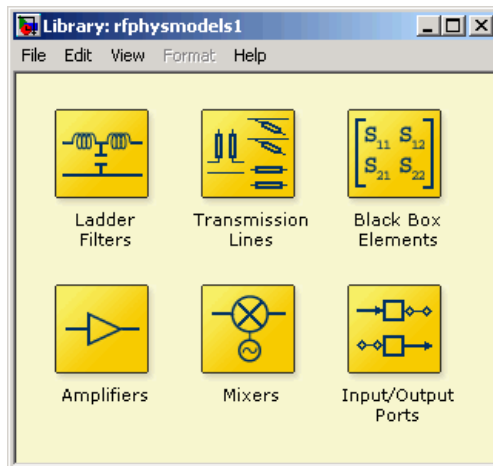 Library: rfphysmodels1
File Edit View Format Help
S11 S12
S21 S22
Ladder Filters
Transmission Lines
Black Box Elements
Amplifiers
Mixers
Input/Output Ports